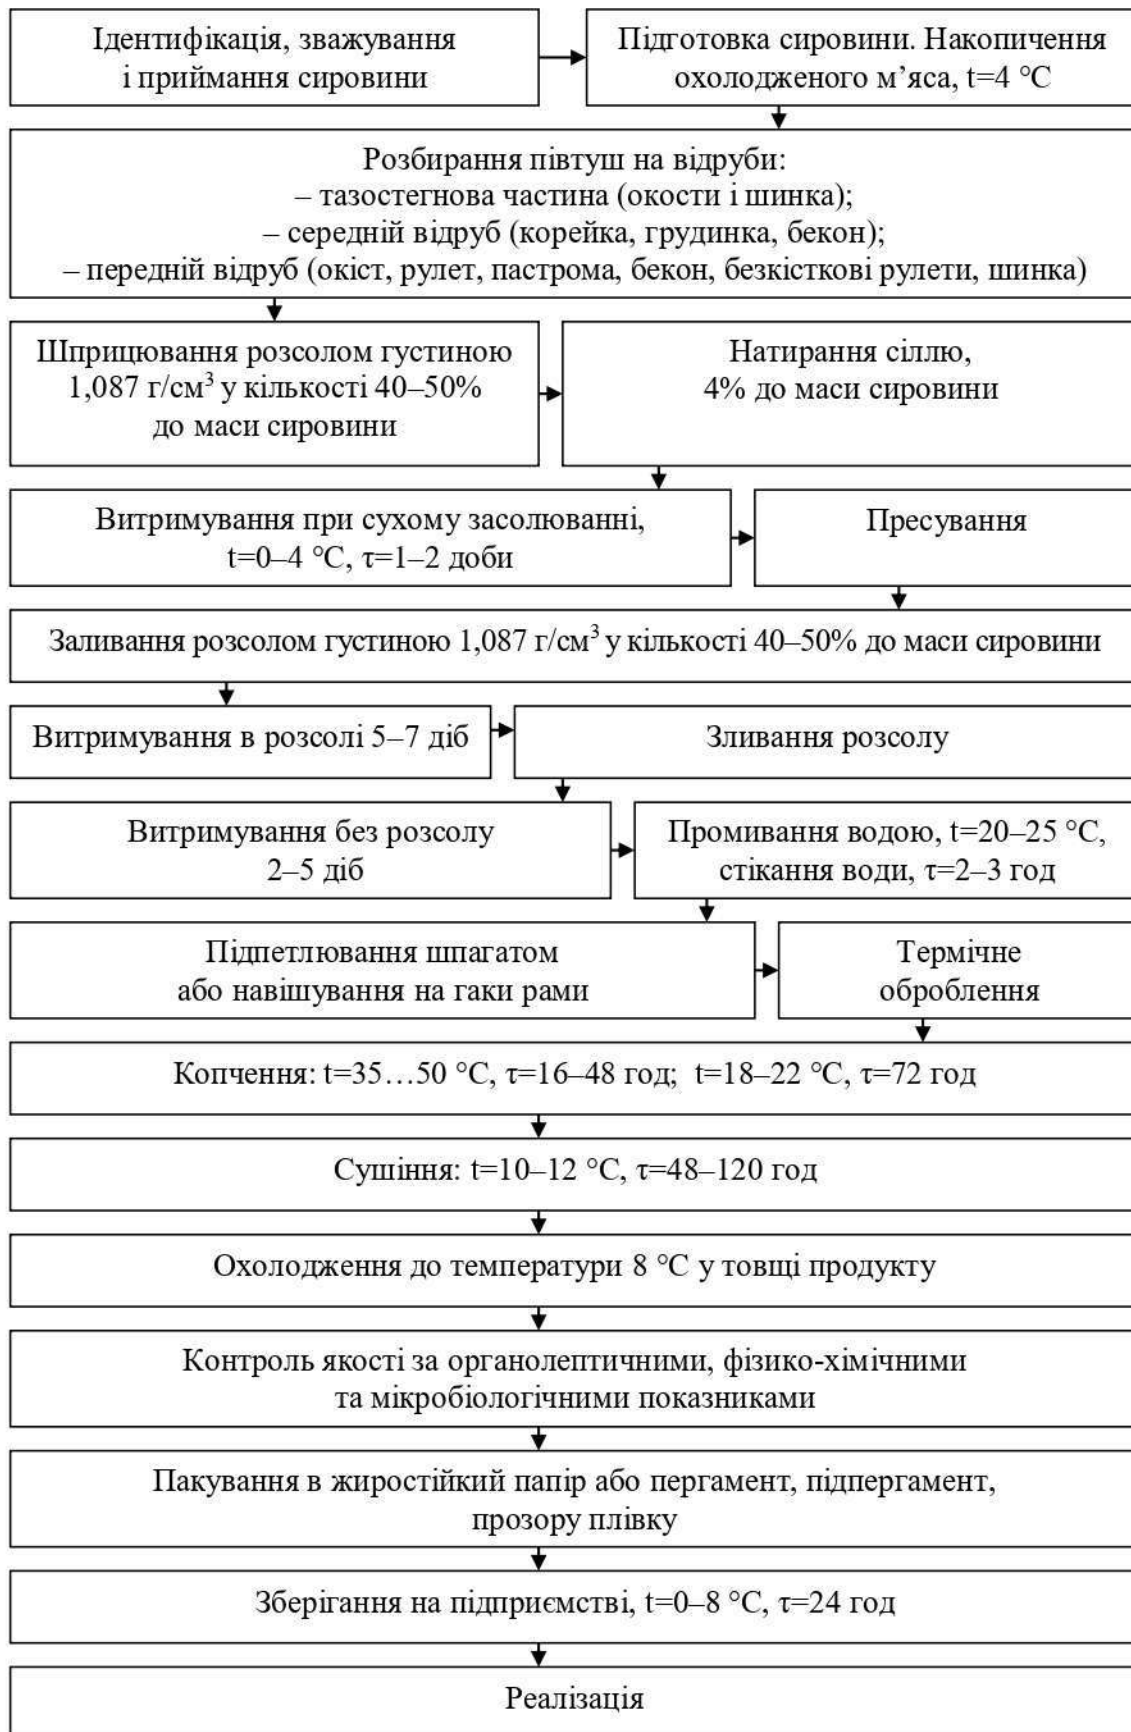 Ідентифікація, зважування
і приймання сировини
Підготовка сировини. Накопичення
охолодженого м’яса, t=4 °C
Розбирання півтуш на відруби:
– тазостегнова частина (окости і шинка);
– середній відруб (корейка, грудинка, бекон);
– передній відруб (окіст, рулет, пастрома, бекон, безкісткові рулети, шинка)
Шприцювання розсолом густиною
1,087 г/см³ у кількості 40–50%
до маси сировини
Натирання сіллю,
4% до маси сировини
Витримування при сухому засолюванні,
t=0–4 °C, τ=1–2 доби
Пресування
Заливання розсолом густиною 1,087 г/см³ у кількості 40–50% до маси сировини
Витримування в розсолі 5–7 діб
Зливання розсолу
Витримування без розсолу
2–5 діб
Промивання водою, t=20–25 °C,
стікання води, τ=2–3 год
Підпетлювання шпагатом
або навішування на гаки рами
Термічне
оброблення
Копчення: t=35…50 °C, τ=16–48 год; t=18–22 °C, τ=72 год
Сушіння: t=10–12 °C, τ=48–120 год
Охолодження до температури 8 °C у товщі продукту
Контроль якості за органолептичними, фізико-хімічними
та мікробіологічними показниками
Пакування в жиростійкий папір або пергамент, підпергамент,
прозору плівку
Зберігання на підприємстві, t=0–8 °C, τ=24 год
Реалізація